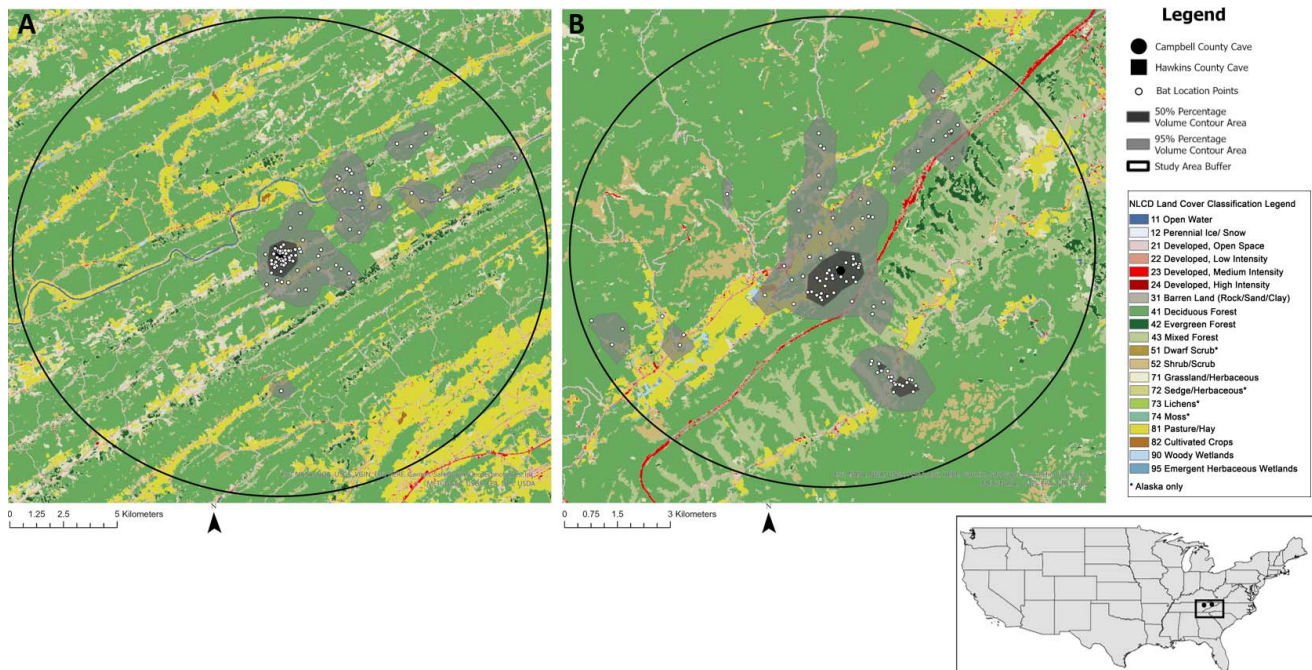 A
B
Legend
Campbell County Cave
Hawkins County Cave
Bat Location Points
50% Percentage
Volume Contour Area
95% Percentage
Volume Contour Area
Study Area Buffer
NLCD Land Cover Classification Legend
11 Open Water
12 Perennial Ice/ Snow
21 Developed, Open Space
22 Developed, Low Intensity
23 Developed, Medium Intensity
24 Developed, High Intensity
31 Barren Land (Rock/Sand/Clay)
41 Deciduous Forest
42 Evergreen Forest
43 Mixed Forest
51 Dwarf Scrub*
52 Shrub/Scrub
71 Grassland/Herbaceous
72 Sedge/Herbaceous*
73 Lichens*
74 Moss*
81 Pasture/Hay
82 Cultivated Crops
90 Woody Wetlands
95 Emergent Herbaceous Wetlands
* Alaska only
0 1.25 2.5 5 Kilometers
N
0 0.75 1.5 3 Kilometers
N